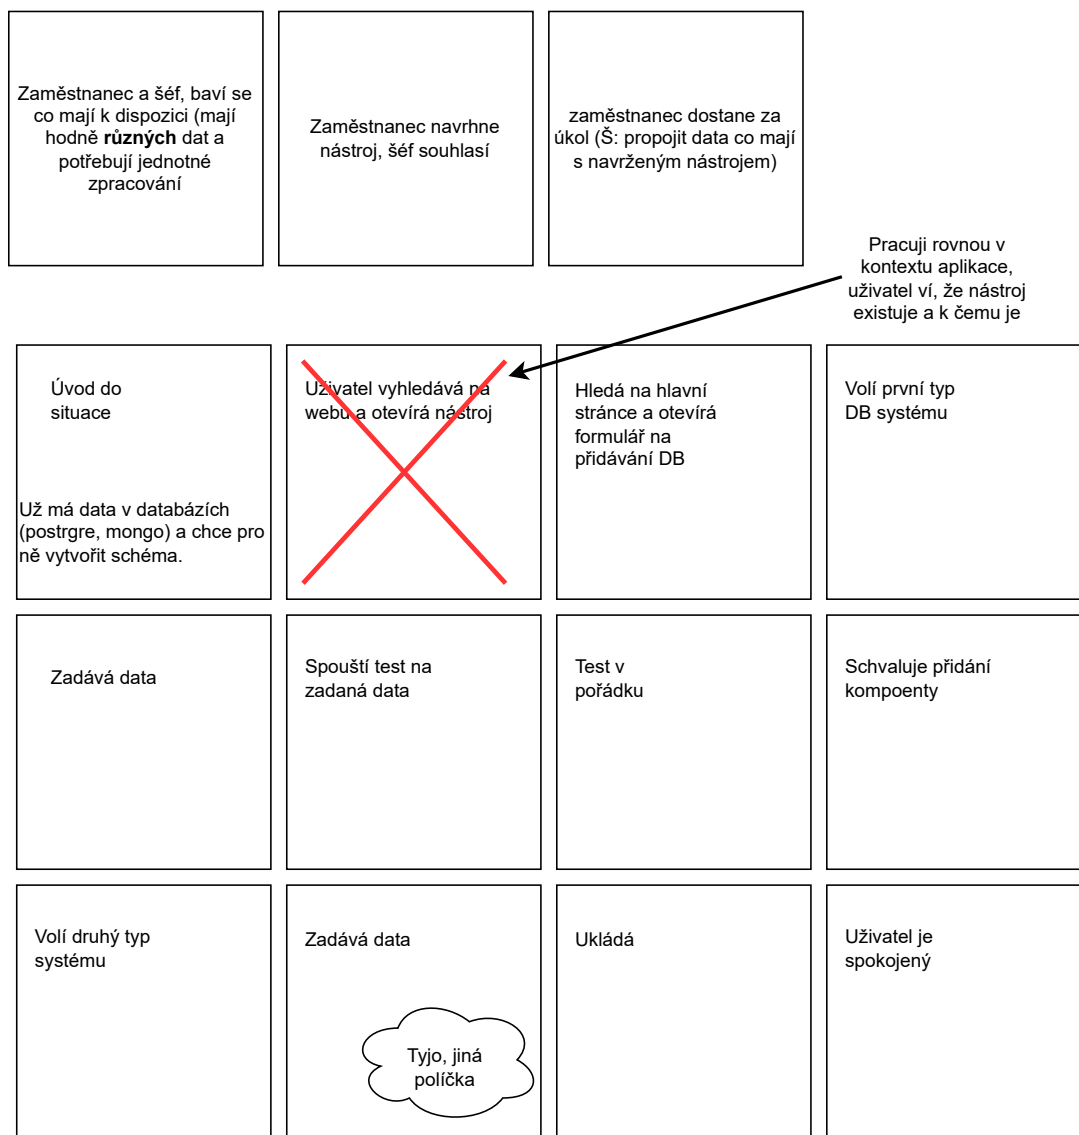 Zaměstnanec a šéf, baví se
co mají k dispozici (mají
hodně různých dat a
potřebují jednotné
zpracování
Zaměstnanec navrhne
nástroj, šéf souhlasí
zaměstnanec dostane za
úkol (Š: propojit data co mají
s navrženým nástrojem)
Pracuji rovnou v
kontextu aplikace,
uživatel ví, že nástroj
existuje a k čemu je
Úvod do
situace
Už má data v databázích
(postrgre, mongo) a chce pro
ně vytvořit schéma.
Uživatel vyhledává na
webu a otevírá nástroj
Hledá na hlavní
stránce a otevírá
formulář na
přidávání DB
Volí první typ
DB systému
Zadává data
Spouští test na
zadaná data
Test v
pořádku
Schvaluje přidání
kompoenty
Volí druhý typ
systému
Zadává data
Tyjo, jiná
políčka
Ukládá
Uživatel je
spokojený